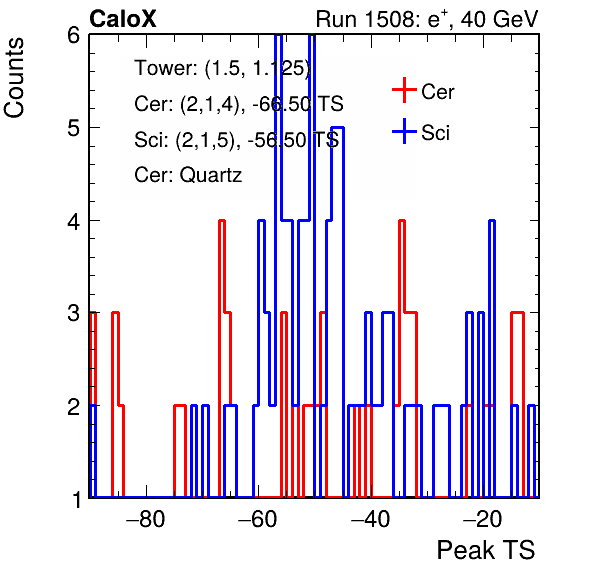 CaloX Run 1508: e⁺, 40 GeV
Counts
6
5
4
3
2
1
Tower: (1.5, 1.125)
Cer: (2,1,4), -66.50 TS
Sci: (2,1,5), -56.50 TS
Cer: Quartz
Cer
Sci
−80 −60 −40 −20
Peak TS